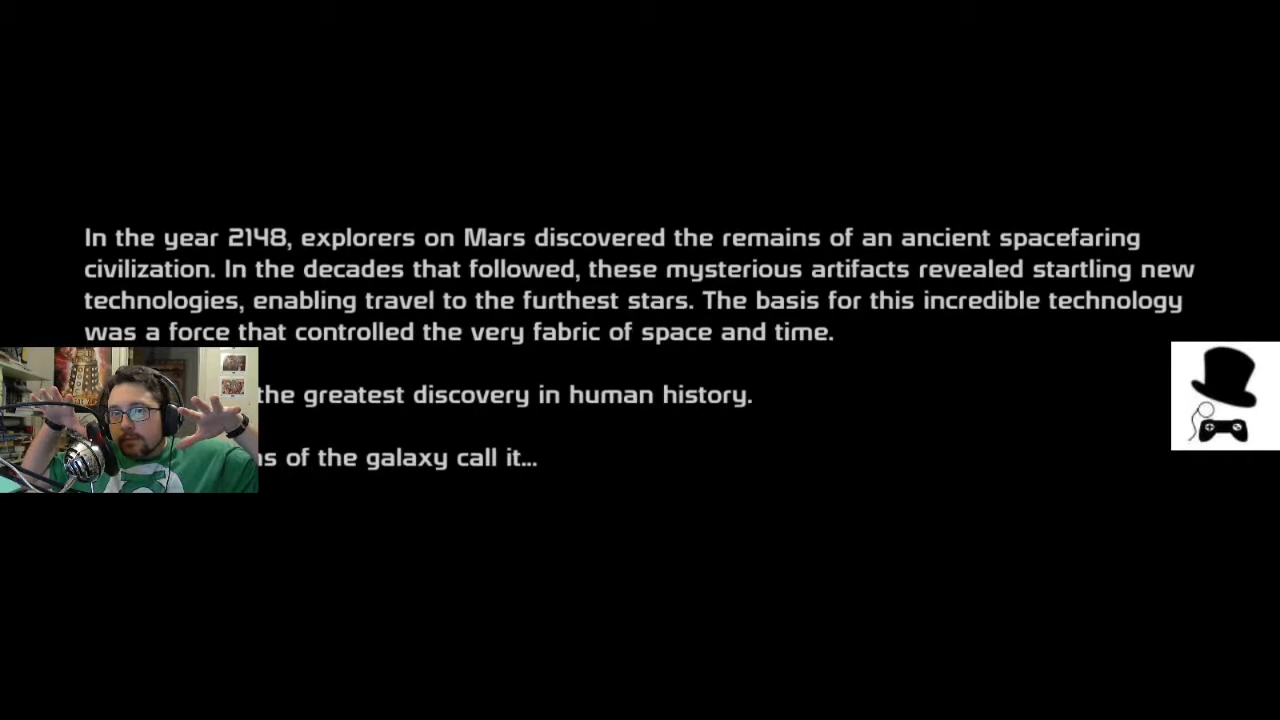 In the year 2148, explorers on Mars discovered the remains of an ancient spacefaring
civilization. In the decades that followed, these mysterious artifacts revealed startling new
technologies, enabling travel to the furthest stars. The basis for this incredible technology
was a force that controlled the very fabric of space and time.
the greatest discovery in human history.
of the galaxy call it...